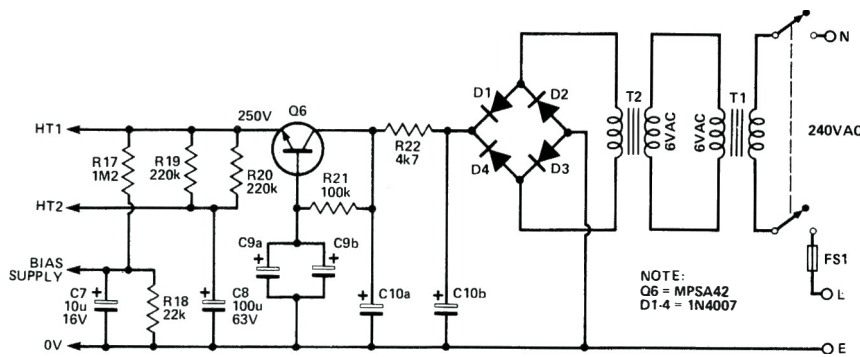 HT1
250V
Q6
R17
1M2
R19
220k
R20
220k
R21
100k
R22
4k7
D1
D2
D4
D3
T2
6VAC
6VAC
T1
N
240VAC
HT2
C9a
+
C9b
+
BIAS
SUPPLY
C7
10u
16V
+
R18
22k
C8
100u
63V
+
C10a
+
C10b
+
NOTE:
Q6 = MPSA42
D1-4 = 1N4007
FS1
L
0V
E